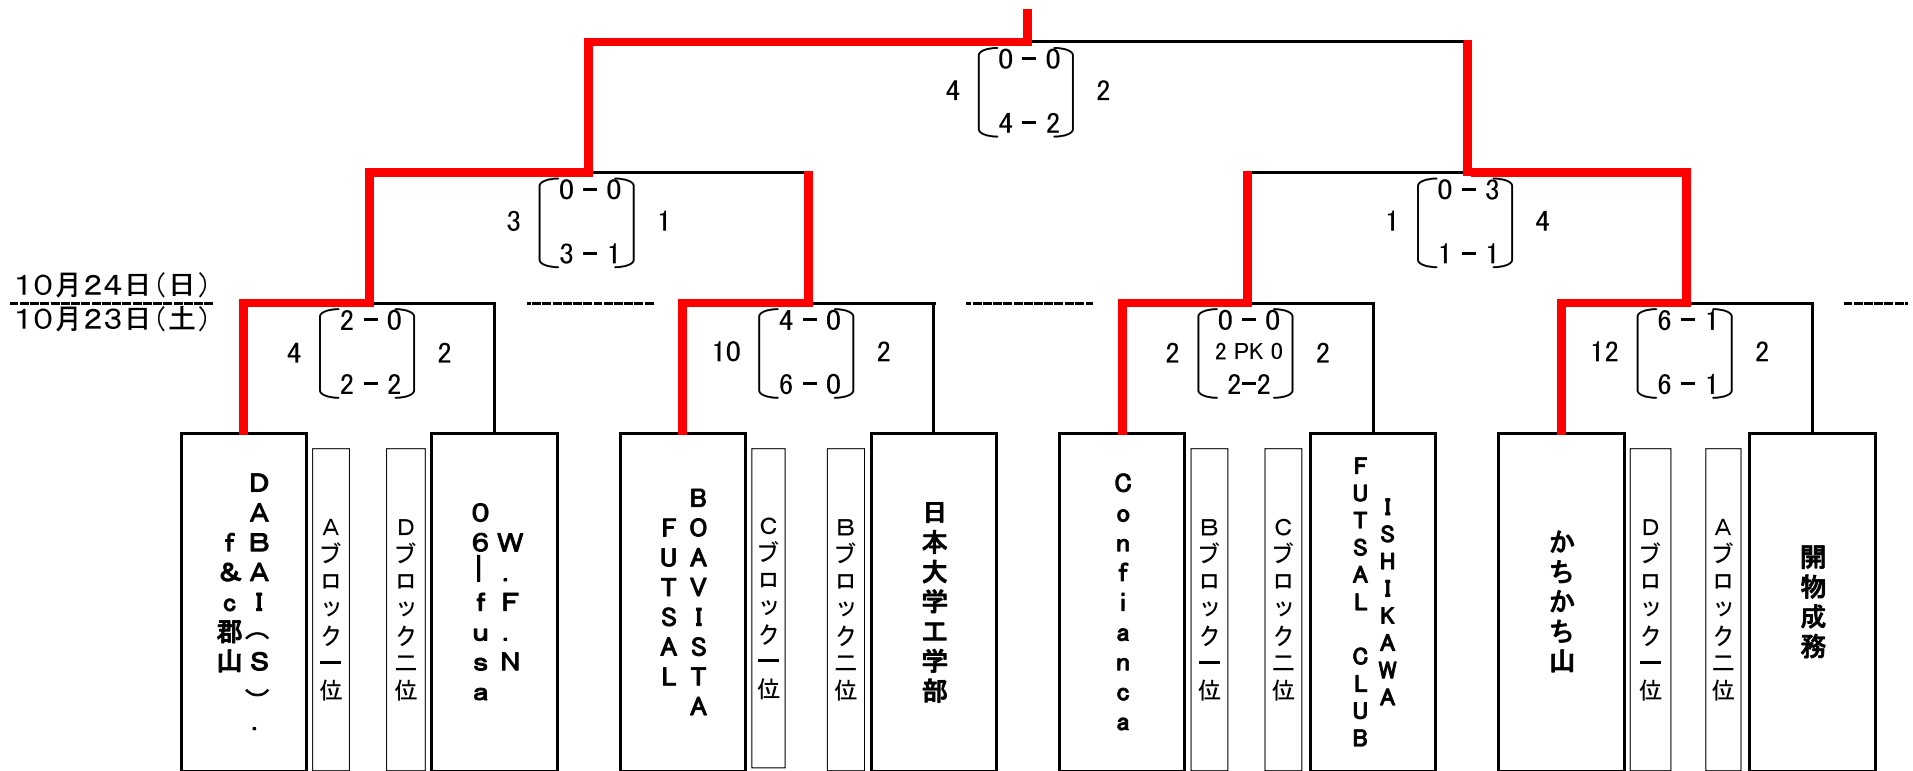 0－0
4
2
4－2
0－0
3
1
3－1
0－3
1
4
1－1
10月24日(日)
10月23日(土)
2－0
4
2
2－2
4－0
10
2
6－0
0－0
2
2 PK 0
2
2－2
6－1
12
2
6－1
DABAI(S).
f&c郡山
Aブロック一位
Dブロック二位
W.F.N
06―fusa
BOAVISTA
FUTSAL
Cブロック一位
Bブロック二位
日本大学工学部
Confianca
Bブロック一位
Cブロック二位
ISHIKAWA
FUTSAL CLUB
かちかち山
Dブロック一位
Aブロック二位
開物成務